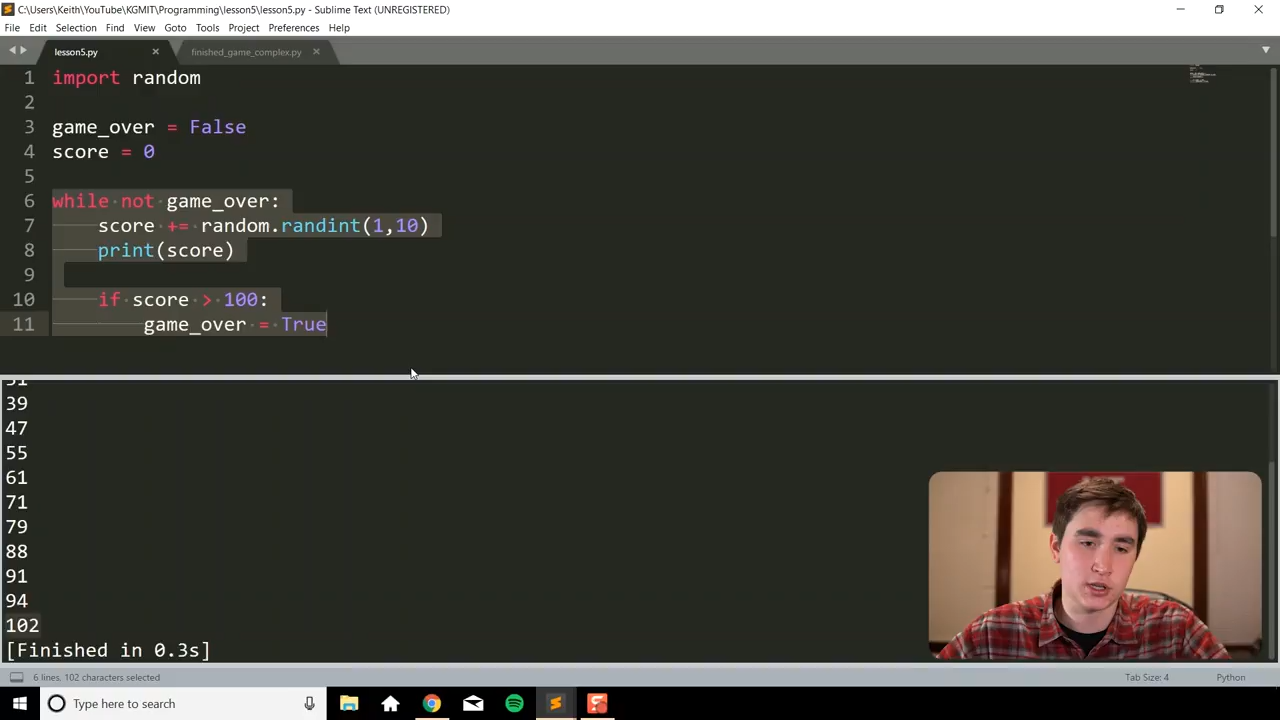 C:\Users\Keith\YouTube\KGMIT\Programming\lesson5\lesson5.py - Sublime Text (UNREGISTERED)
File Edit Selection Find View Goto Tools Project Preferences Help
lesson5.py finished_game_complex.py
1 import random
2
3 game_over = False
4 score = 0
5
6 while not game_over:
7 score += random.randint(1,10)
8 print(score)
9
10 if score > 100:
11 game_over = True
39
47
55
61
71
79
88
91
94
102
[Finished in 0.3s]
6 lines, 102 characters selected Tab Size: 4 Python
Type here to search